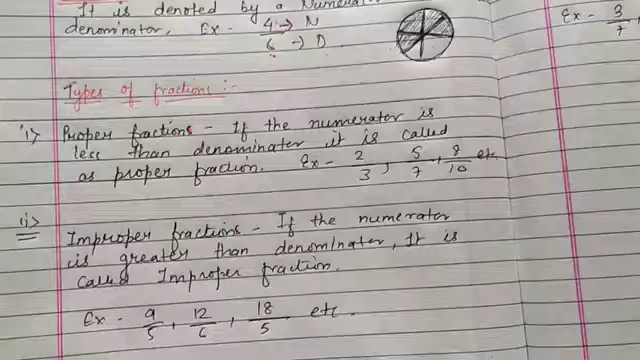 It is denoted by a Numerator
denominator, Ex - 4/6 → N → D
Types of fractions :-
i) Proper fractions - If the numerator is
less than denominater it is called
as proper fraction. Ex - 2/3, 5/7, 8/10 etc
ii) Improper fractions - If the numerator
is greater than denominater, It is
called Improper fraction.
Ex - 9/5, 12/6, 18/5 etc.
Ex - 3/7,